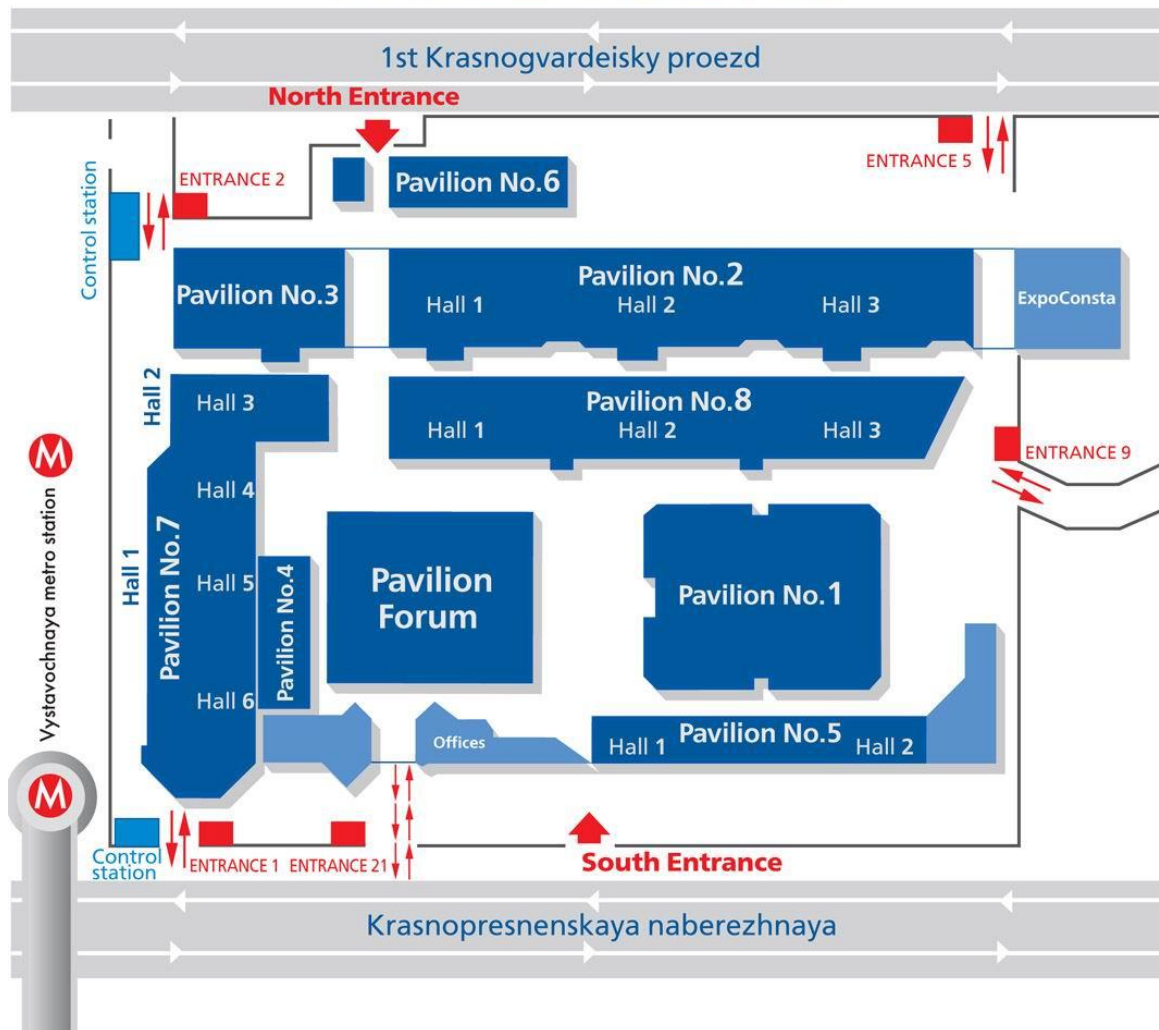 1st Krasnogvardeisky proezd
North Entrance
ENTRANCE 5
ENTRANCE 2
Pavilion No.6
Control station
Pavilion No.3
Pavilion No.2
Hall 1
Hall 2
Hall 3
ExpoConsta
Hall 2
Hall 3
Pavilion No.8
Hall 1
Hall 2
Hall 3
M
Vystavochnaya metro station
ENTRANCE 9
Hall 4
Hall 1
Pavilion No.7
Hall 5
Pavilion No.4
Pavilion
Forum
Pavilion No.1
Hall 6
Offices
Pavilion No.5
Hall 1
Hall 2
M
Control
station
ENTRANCE 1
ENTRANCE 21
South Entrance
Krasnopresnenskaya naberezhnaya